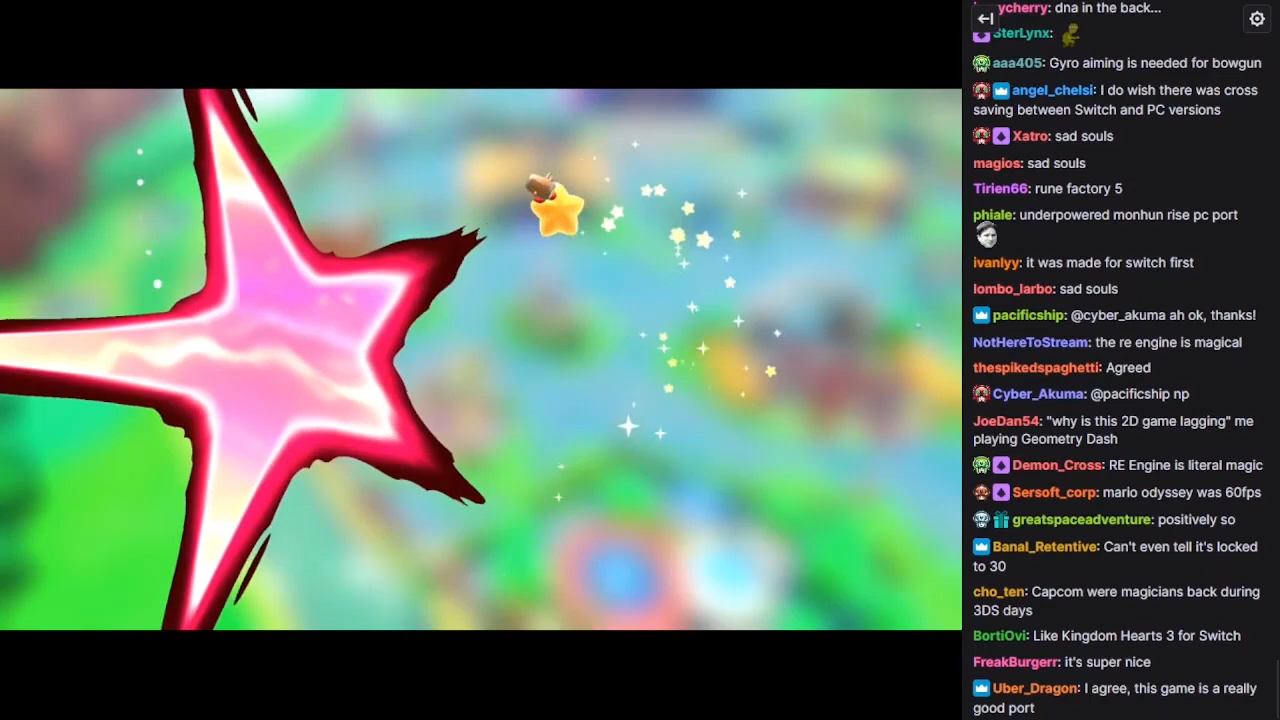 ycherry: dna in the back...
SterLynx:
aaa405: Gyro aiming is needed for bowgun
angel_chelsi: I do wish there was cross
saving between Switch and PC versions
Xatro: sad souls
magios: sad souls
Tirien66: rune factory 5
phiale: underpowered monhun rise pc port
ivanlyy: it was made for switch first
lombo_larbo: sad souls
pacificship: @cyber_akuma ah ok, thanks!
NotHereToStream: the re engine is magical
thespikedspaghetti: Agreed
Cyber_Akuma: @pacificship np
JoeDan54: "why is this 2D game lagging" me
playing Geometry Dash
Demon_Cross: RE Engine is literal magic
Sersoft_corp: mario odyssey was 60fps
greatspaceadventure: positively so
Banal_Retentive: Can't even tell it's locked
to 30
cho_ten: Capcom were magicians back during
3DS days
BortiOvi: Like Kingdom Hearts 3 for Switch
FreakBurgerr: it's super nice
Uber_Dragon: I agree, this game is a really
good port